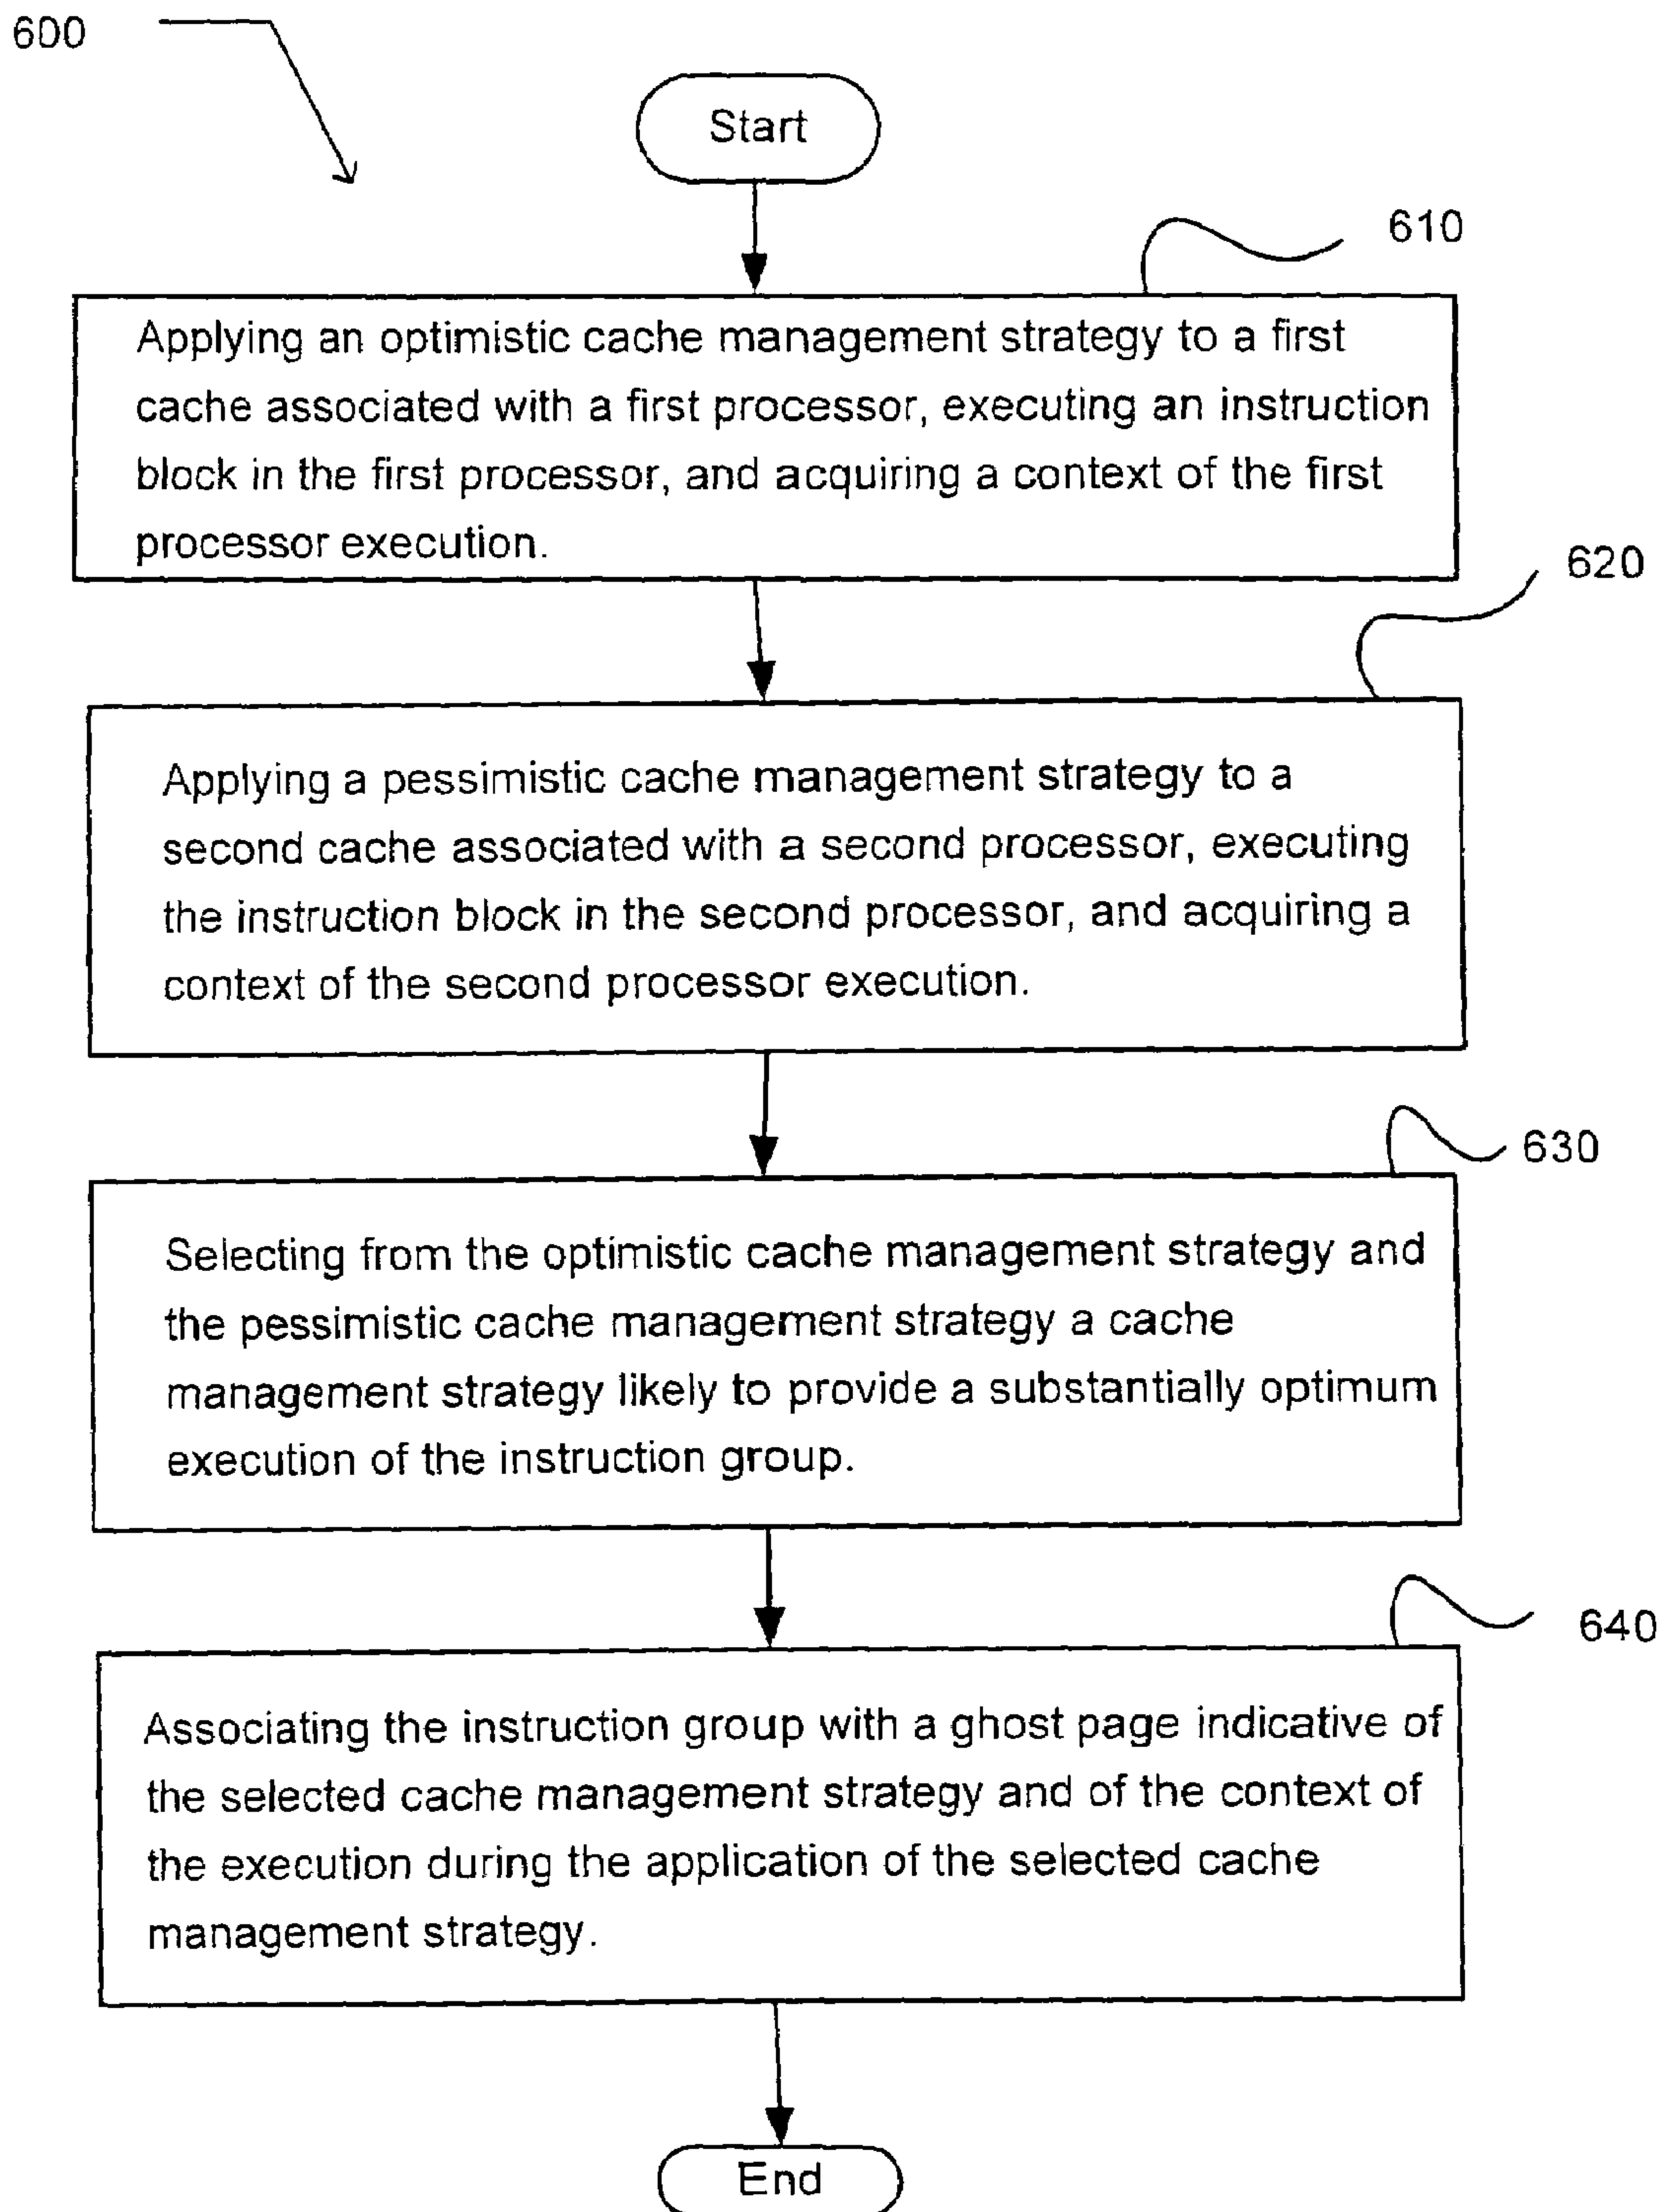 600
Start
610
Applying an optimistic cache management strategy to a first
cache associated with a first processor, executing an instruction
block in the first processor, and acquiring a context of the first
processor execution.
620
Applying a pessimistic cache management strategy to a
second cache associated with a second processor, executing
the instruction block in the second processor, and acquiring a
context of the second processor execution.
630
Selecting from the optimistic cache management strategy and
the pessimistic cache management strategy a cache
management strategy likely to provide a substantially optimum
execution of the instruction group.
640
Associating the instruction group with a ghost page indicative of
the selected cache management strategy and of the context of
the execution during the application of the selected cache
management strategy.
End